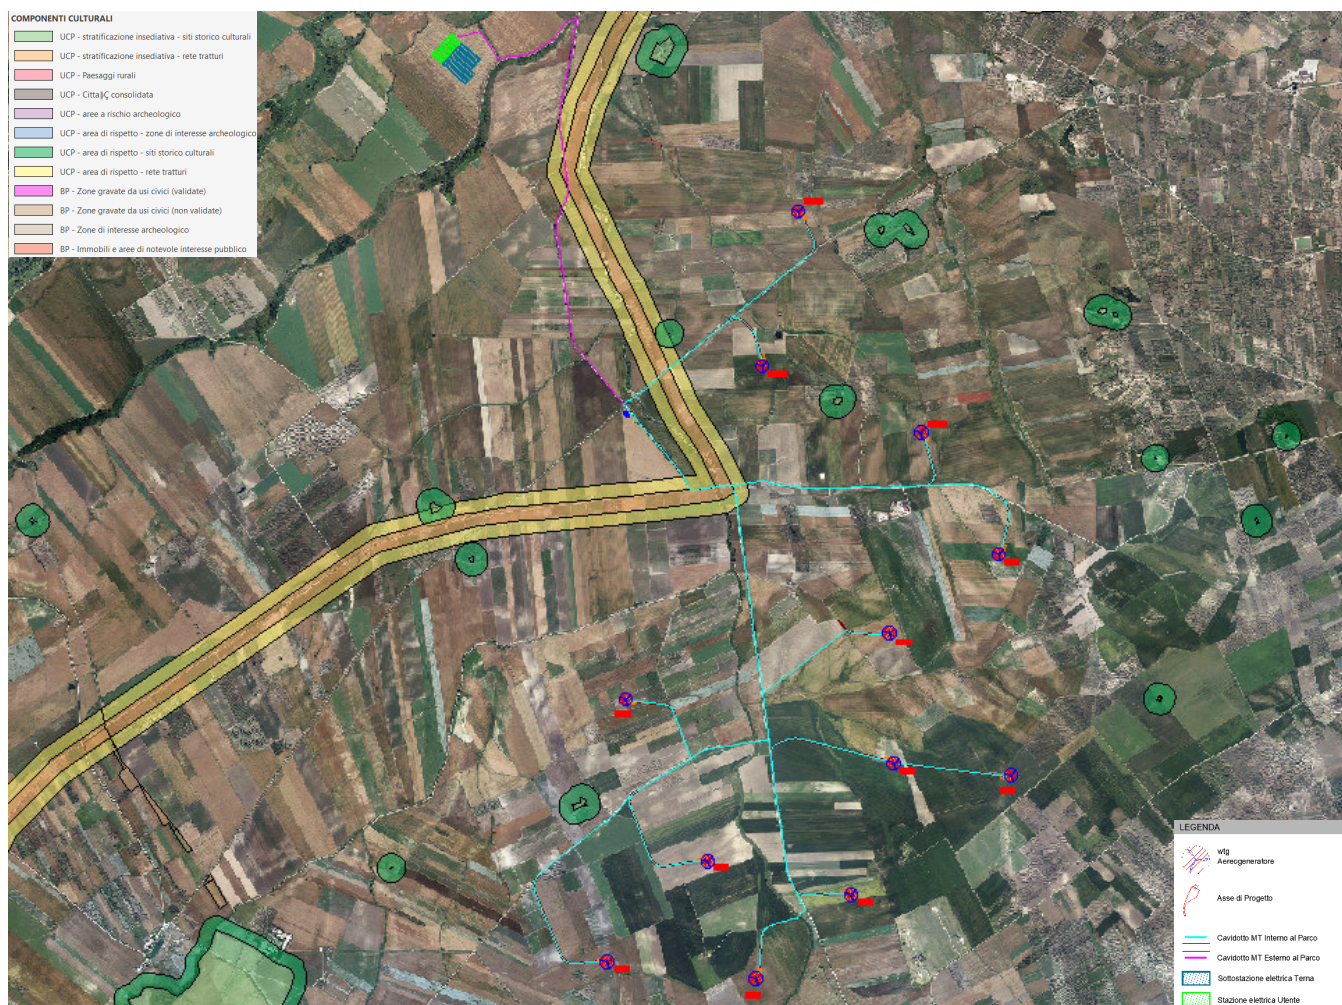 COMPONENTI CULTURALI
UCP - stratificazione insediativa - siti storico culturali
UCP - stratificazione insediativa - rete tratturi
UCP - Paesaggi rurali
UCP - Citta╠Ç consolidata
UCP - aree a rischio archeologico
UCP - area di rispetto - zone di interesse archeologico
UCP - area di rispetto - siti storico culturali
UCP - area di rispetto - rete tratturi
BP - Zone gravate da usi civici (validate)
BP - Zone gravate da usi civici (non validate)
BP - Zone di interesse archeologico
BP - Immobili e aree di notevole interesse pubblico
LEGENDA
wtg
Aereogeneratore
Asse di Progetto
Cavidotto MT Interno al Parco
Cavidotto MT Esterno al Parco
Sottostazione elettrica Terna
Stazione elettrica Utente